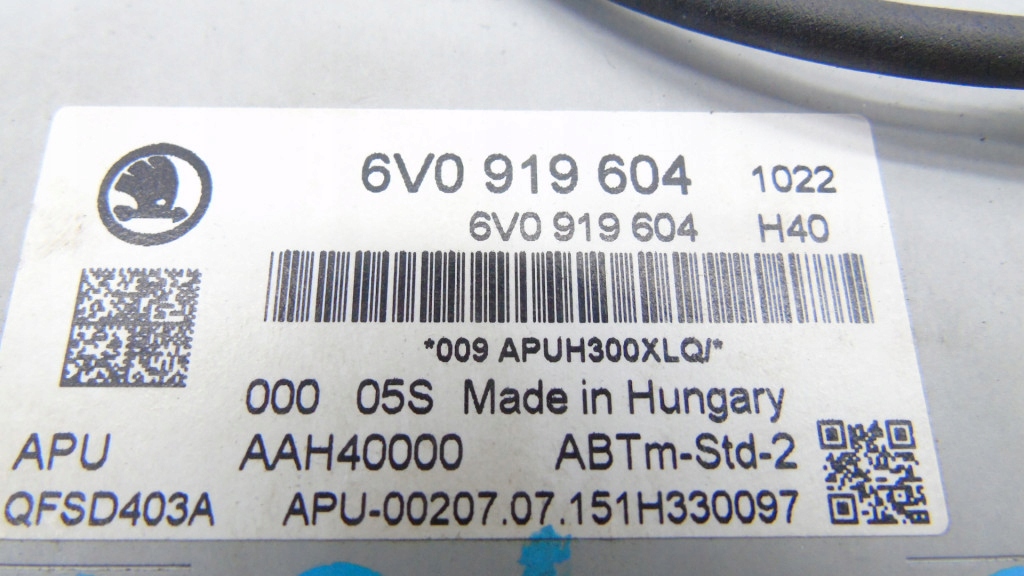 6V0 919 604 1022
6V0 919 604 H40
*009 APUH300XLQ/*
000 05S Made in Hungary
APU AAH40000 ABTm-Std-2
QFSD403A APU-00207.07.151H330097